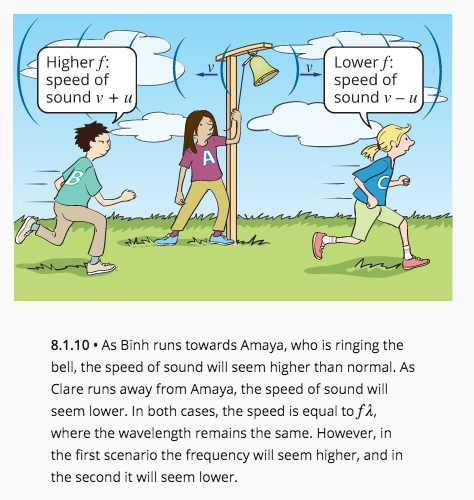 Higher f:
speed of
sound v + u
v
v
Lower f:
speed of
sound v – u
B
A
C
8.1.10 • As Binh runs towards Amaya, who is ringing the
bell, the speed of sound will seem higher than normal. As
Clare runs away from Amaya, the speed of sound will
seem lower. In both cases, the speed is equal to fλ,
where the wavelength remains the same. However, in
the first scenario the frequency will seem higher, and in
the second it will seem lower.